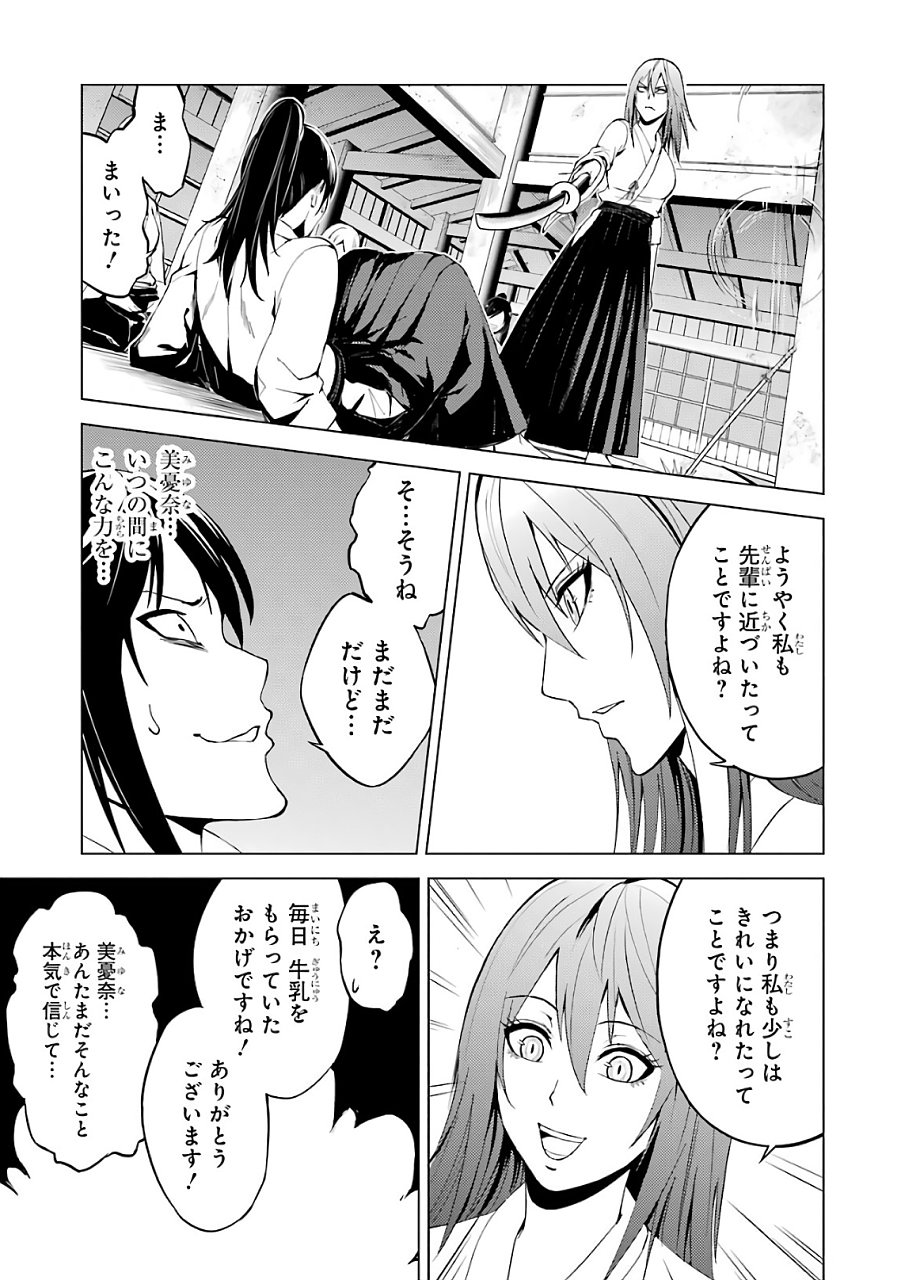 ま…
まいった！
ようやく私も
先輩に近づいたって
ことですよね？
そ…そうね
まだまだ
だけど…
美憂奈…
いつの間に
こんな力を…
つまり私も少しは
きれいになれたって
ことですよね？
え？
毎日 牛乳を
もらっていた
おかげですね！
ありがとう
ございます！
美憂奈…
あんたまだそんなこと
本気で信じて…